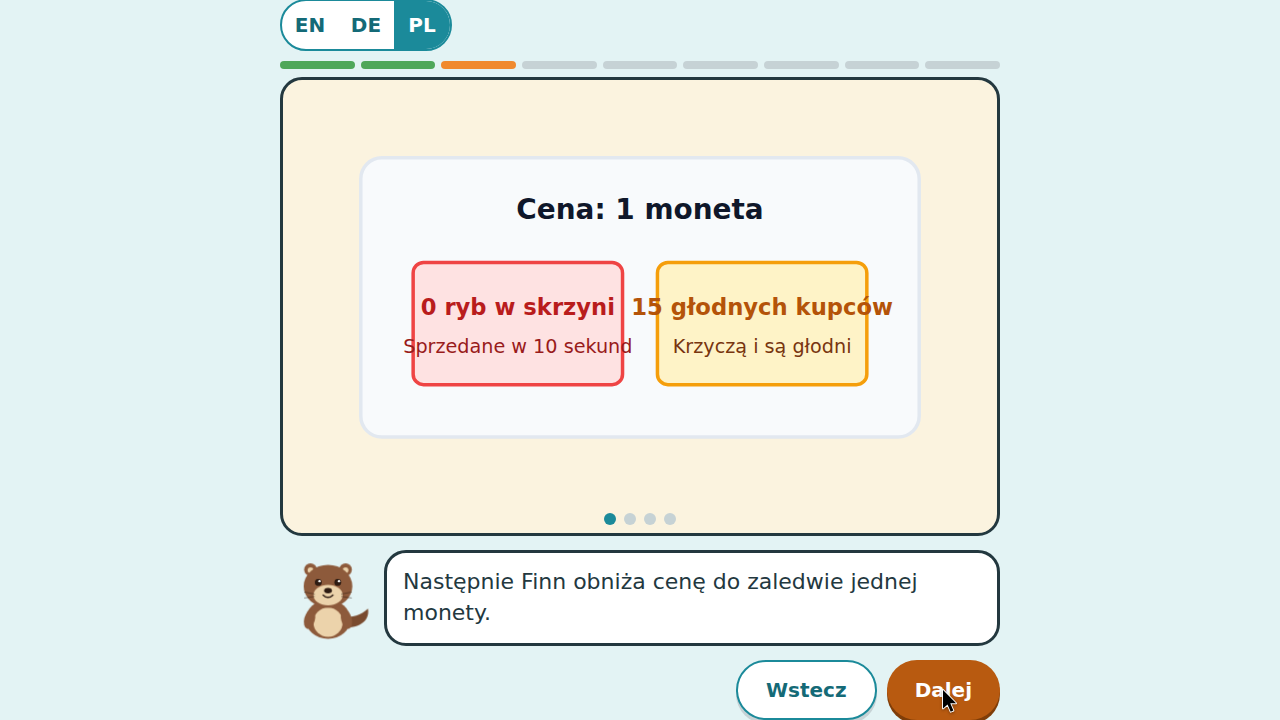 EN DE PL
Cena: 1 moneta
0 ryb w skrzyni
Sprzedane w 10 sekund
15 głodnych kupców
Krzyczą i są głodni
Następnie Finn obniża cenę do zaledwie jednej
monety.
Wstecz
Dalej